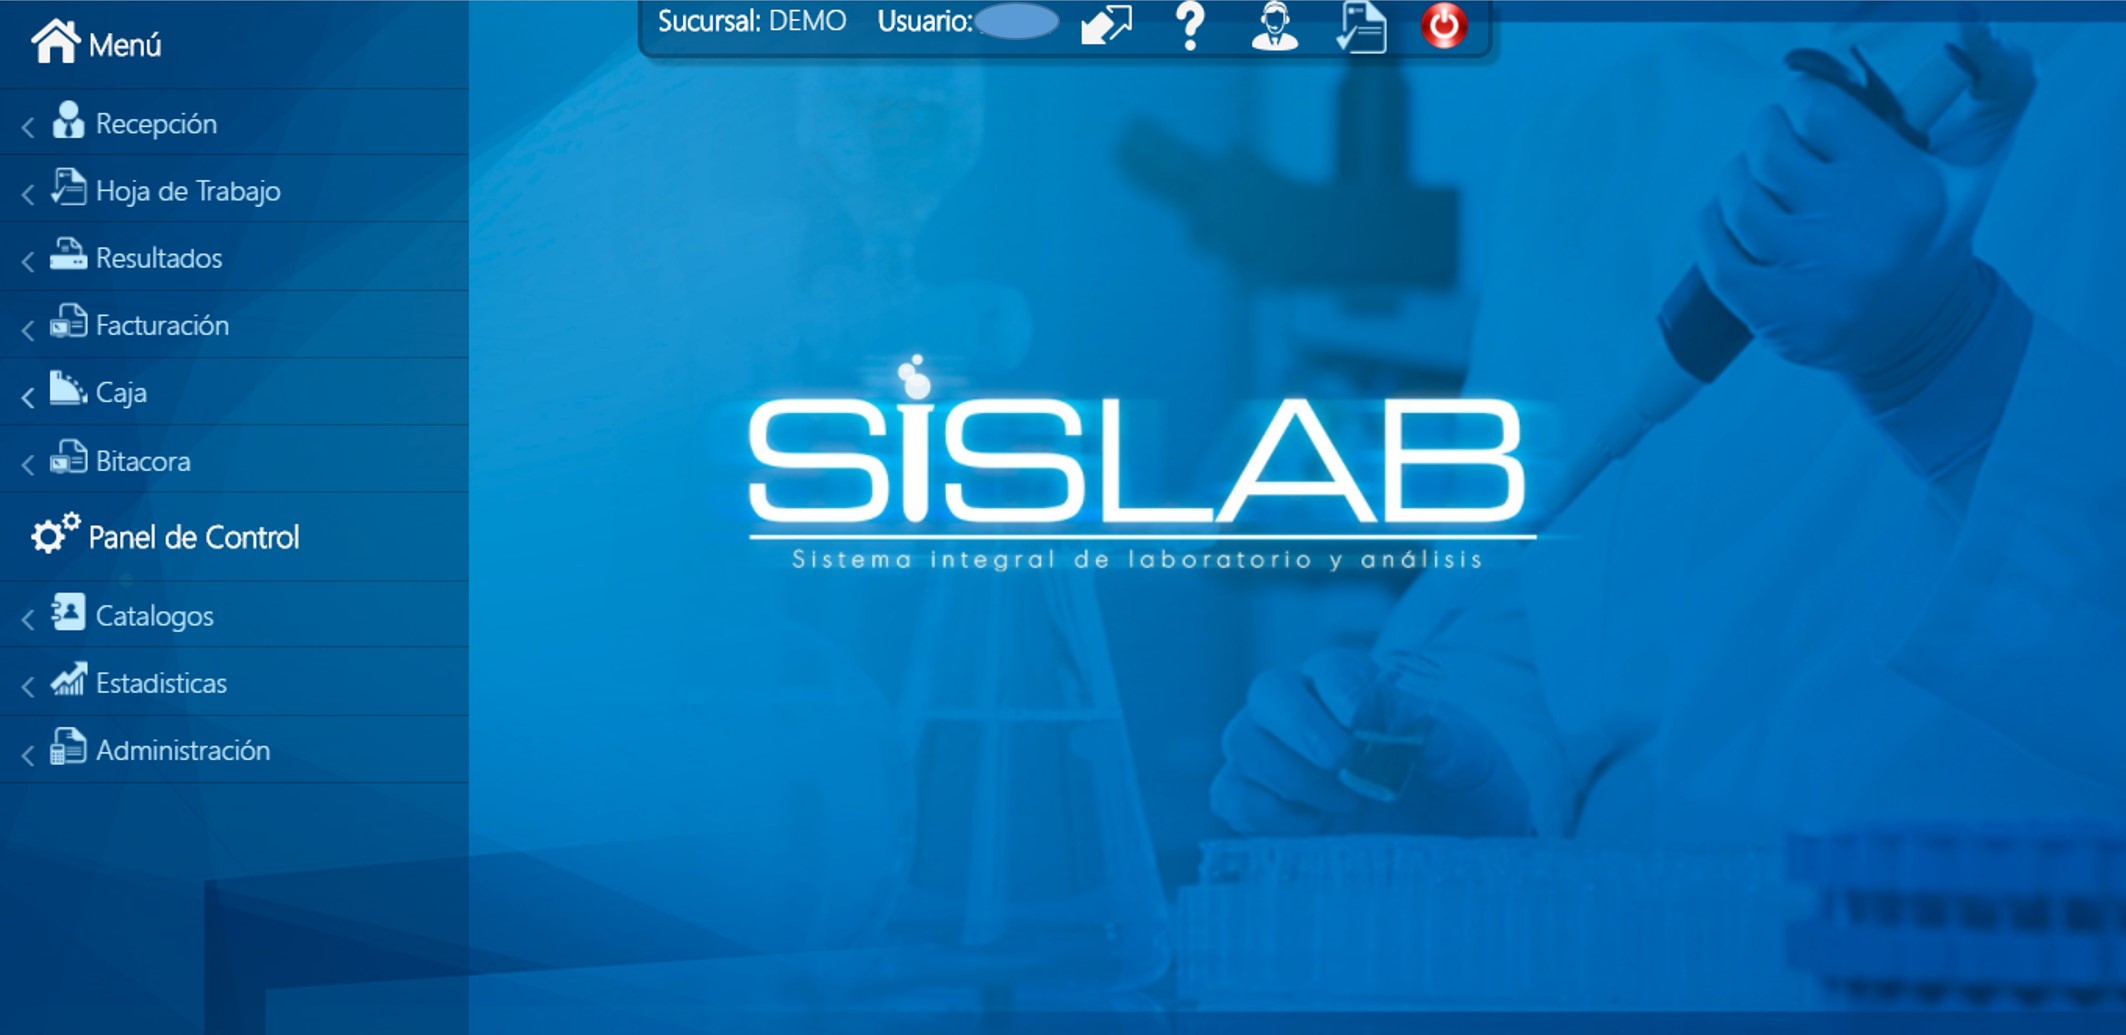 Sucursal: DEMO Usuario:
Menú
Recepción
Hoja de Trabajo
Resultados
Facturación
Caja
Bitacora
Panel de Control
Catalogos
Estadisticas
Administración
SiSLAB
Sistema integral de laboratorio y análisis